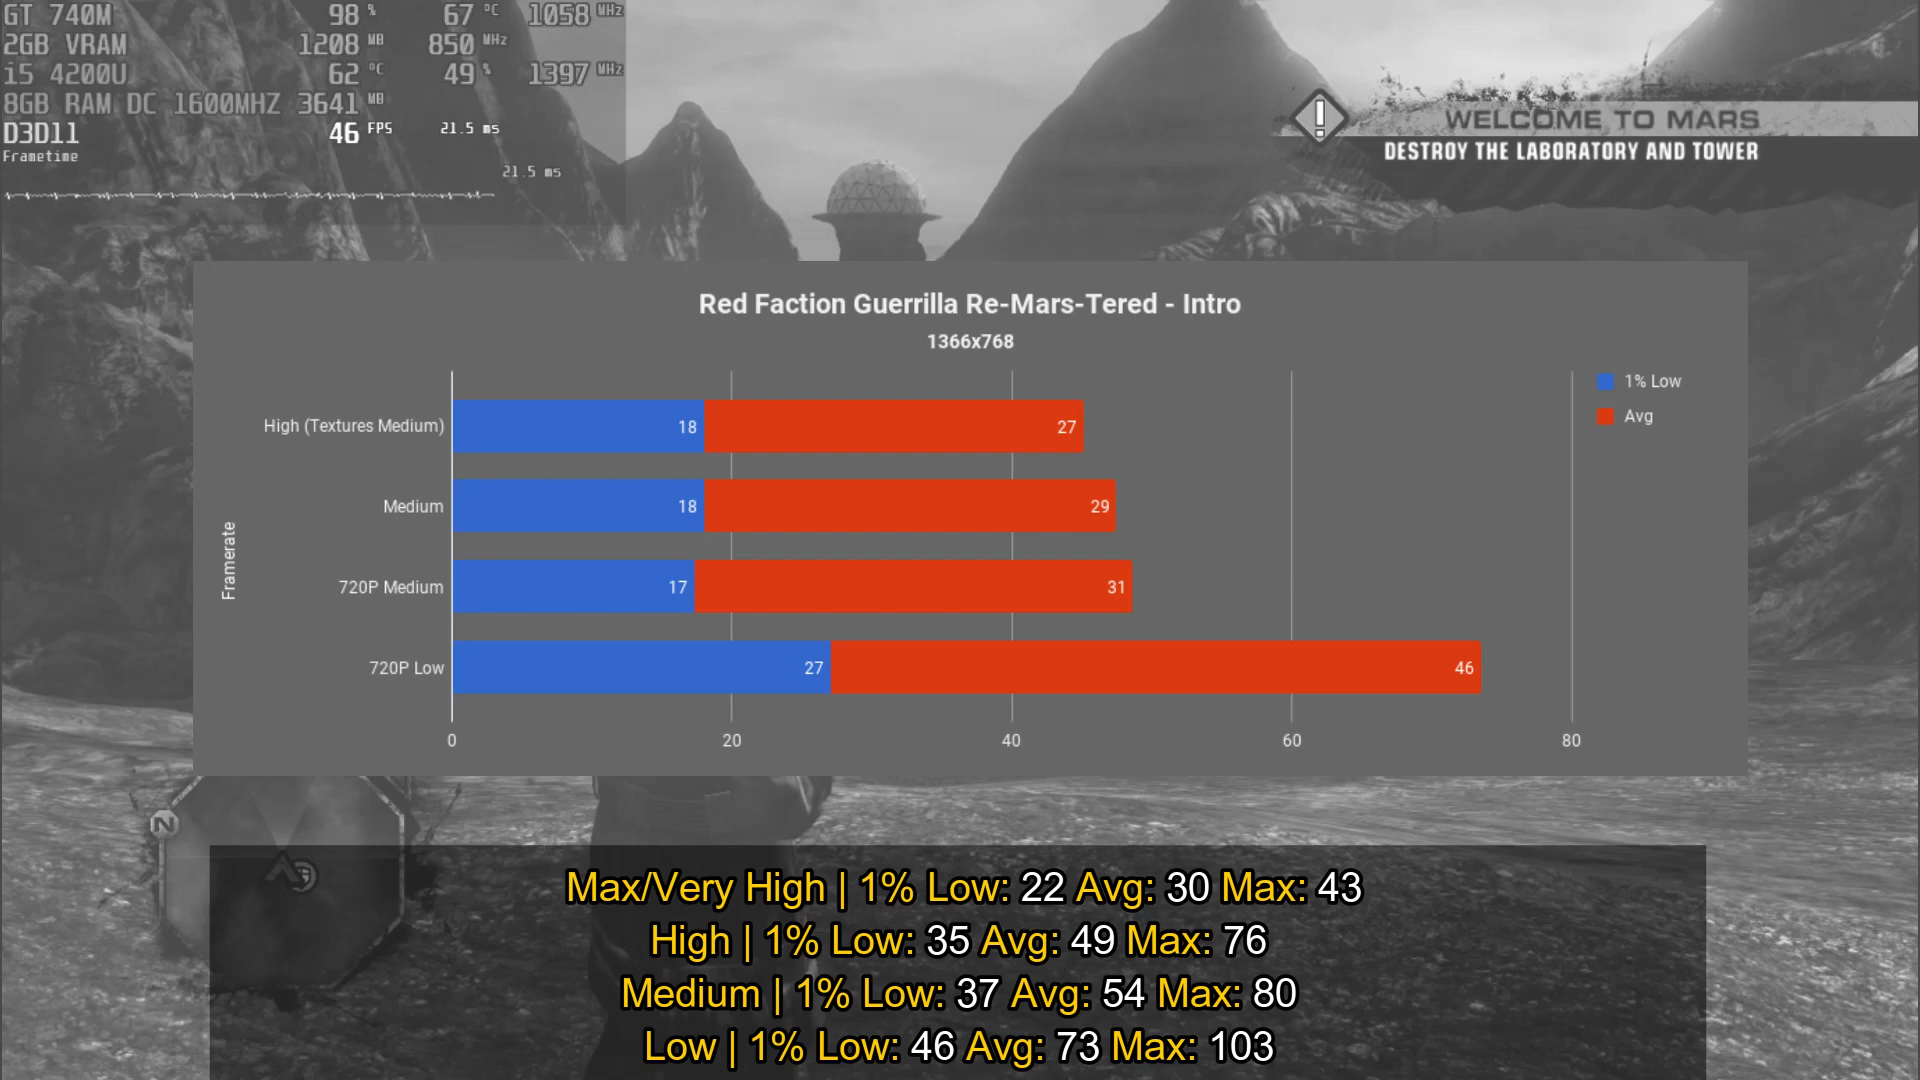 GT 740M 98 % 67 °C 1058 MHz
2GB VRAM 1208 MB 850 MHz
i5 4200U 62 °C 49 % 1397 MHz
8GB RAM DC 1600MHZ 3641 MB
D3D11 46 FPS 21.5 ms
Frametime
21.5 ms
WELCOME TO MARS
DESTROY THE LABORATORY AND TOWER
Red Faction Guerrilla Re-Mars-Tered - Intro
1366x768
1% Low
Avg
Framerate
High (Textures Medium) 18 27
Medium 18 29
720P Medium 17 31
720P Low 27 46
0 20 40 60 80
N
Max/Very High | 1% Low: 22 Avg: 30 Max: 43
High | 1% Low: 35 Avg: 49 Max: 76
Medium | 1% Low: 37 Avg: 54 Max: 80
Low | 1% Low: 46 Avg: 73 Max: 103